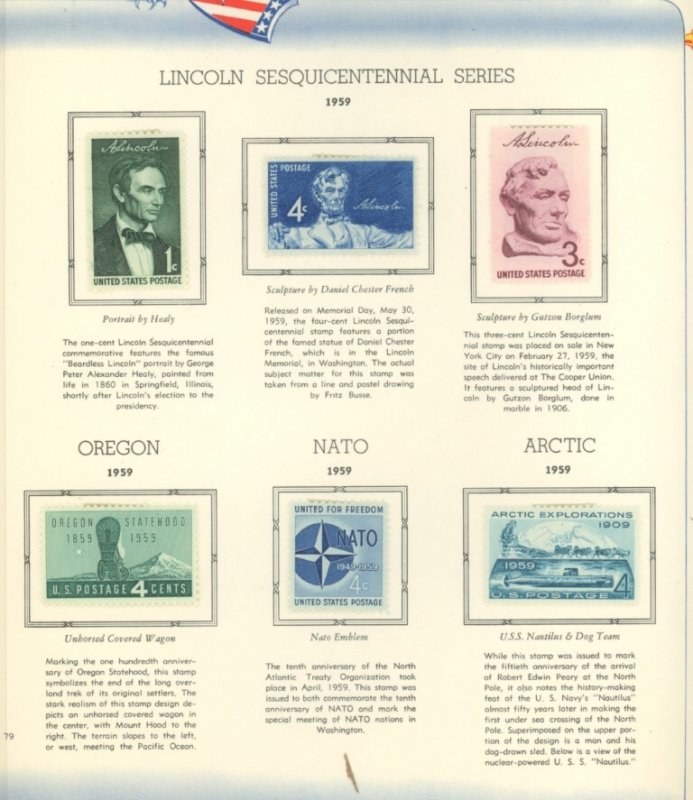 LINCOLN SESQUICENTENNIAL SERIES
1959
A. Lincoln
1c
UNITED STATES POSTAGE
Portrait by Healy
The one-cent Lincoln Sesquicentennial
commemorative features the famous
"Beardless Lincoln" portrait by George
Peter Alexander Healy, painted from
life in 1860 in Springfield, Illinois,
shortly after Lincoln's election to the
presidency.
UNITED STATES
POSTAGE
4c
A. Lincoln
Sculpture by Daniel Chester French
Released on Memorial Day, May 30,
1959, the four-cent Lincoln Sesqui-
centennial stamp features a portion
of the famed statue of Daniel Chester
French, which is in the Lincoln
Memorial, in Washington. The actual
subject matter for this stamp was
taken from a line and pastel drawing
by Fritz Busse.
A. Lincoln
3c
UNITED STATES POSTAGE
Sculpture by Gutzon Borglum
This three-cent Lincoln Sesquicenten-
nial stamp was placed on sale in New
York City on February 27, 1959, the
site of Lincoln's historically important
speech delivered at The Cooper Union.
It features a sculptured head of Lin-
coln by Gutzon Borglum, done in
marble in 1906.
OREGON
1959
OREGON STATEHOOD
1859 1959
U.S. POSTAGE 4 CENTS
Unhorsed Covered Wagon
Marking the one hundredth anniver-
sary of Oregon Statehood, this stamp
symbolizes the end of the long over-
land trek of its original settlers. The
stark realism of this stamp design de-
picts an unhorsed covered wagon in the
center, with Mount Hood to the
right. The terrain slopes to the left,
or west, meeting the Pacific Ocean.
NATO
1959
UNITED FOR FREEDOM
NATO
1949-1959
4c
UNITED STATES POSTAGE
Nato Emblem
The tenth anniversary of the North
Atlantic Treaty Organization took
place in April, 1959. This stamp was
issued to both commemorate the tenth
anniversary of NATO and mark the
special meeting of NATO nations in
Washington.
ARCTIC
1959
ARCTIC EXPLORATIONS
1909
1959
4
U.S. POSTAGE
U.S.S. Nautilus & Dog Team
While this stamp was issued to mark
the fiftieth anniversary of the arrival
of Robert Edwin Peary at the North
Pole, it also notes the history-making
feat of the U. S. Navy's "Nautilus"
almost fifty years later in making the
first under sea crossing of the North
Pole. Superimposed on the upper por-
tion of the design is a man and his
dog-drawn sled. Below is a view of the
nuclear-powered U. S. S. "Nautilus."
79